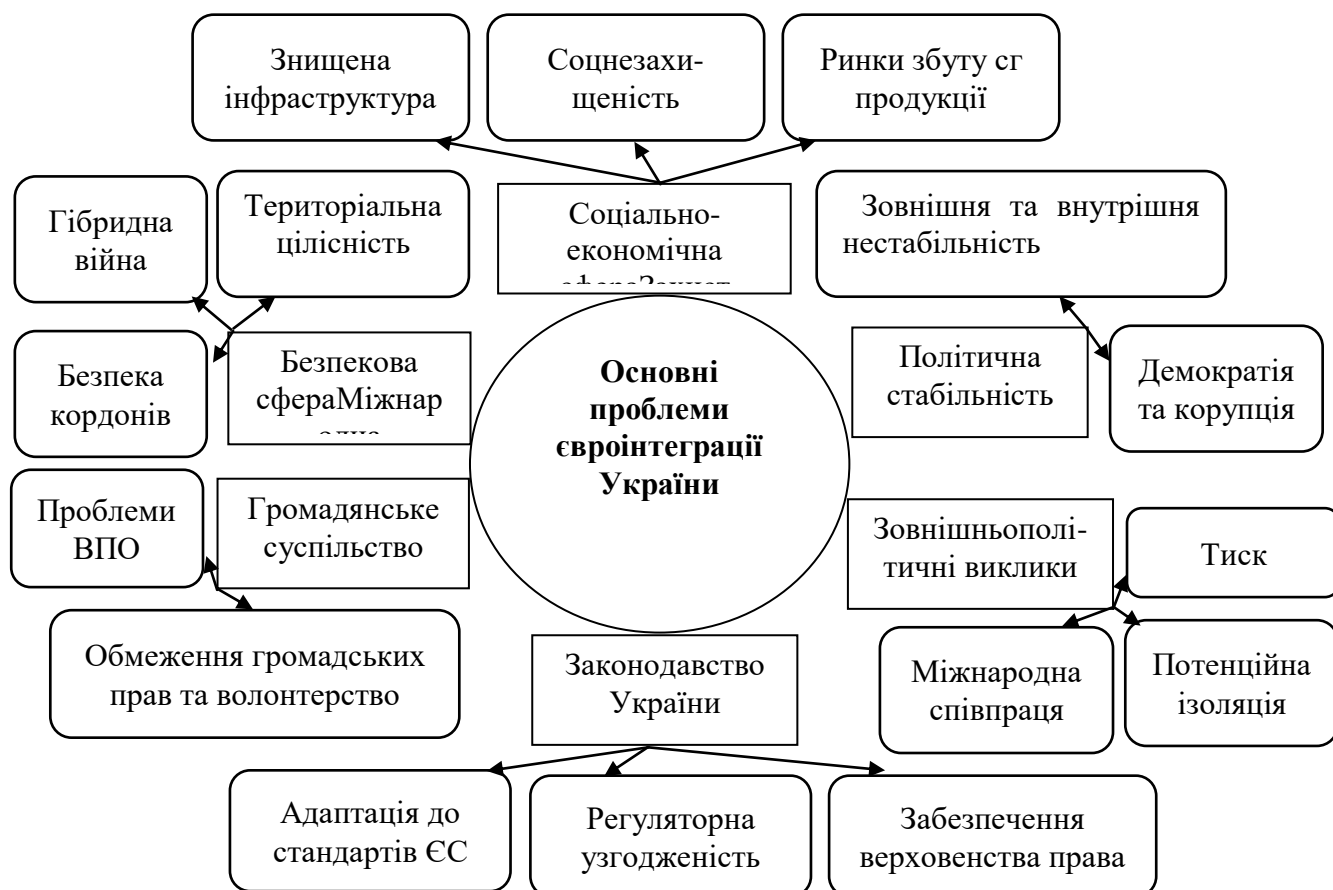 Знищена
інфраструктура
Соцнезахи-
щеність
Ринки збуту сг
продукції
Гібридна
війна
Територіальна
цілісність
Соціально-
економічна
Зовнішня та внутрішня
нестабільність
Безпека
кордонів
Безпекова
сфераМіжнар
Основні
проблеми
євроінтеграції
України
Політична
стабільність
Демократія
та корупція
Проблеми
ВПО
Громадянське
суспільство
Зовнішньополі-
тичні виклики
Тиск
Обмеження громадських
прав та волонтерство
Законодавство
України
Міжнародна
співпраця
Потенційна
ізоляція
Адаптація до
стандартів ЄС
Регуляторна
узгодженість
Забезпечення
верховенства права